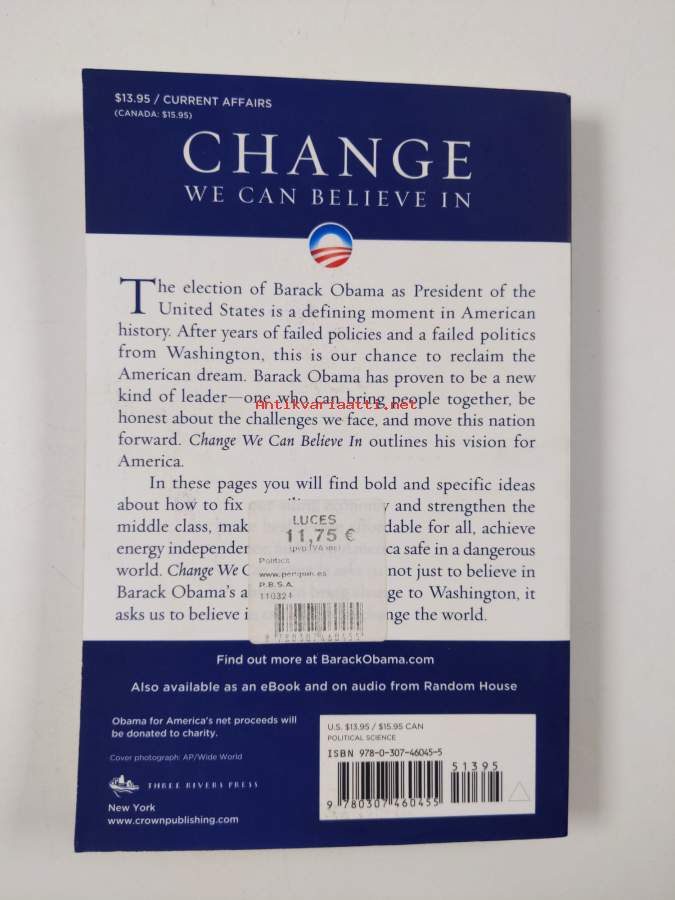 $13.95 / CURRENT AFFAIRS
(CANADA: $15.95)
CHANGE
WE CAN BELIEVE IN
The election of Barack Obama as President of the
United States is a defining moment in American
history. After years of failed policies and a failed politics
from Washington, this is our chance to reclaim the
American dream. Barack Obama has proven to be a new
kind of leader—one who can bring people together, be
Antikvariaatti.net
honest about the challenges we face, and move this nation
forward. Change We Can Believe In outlines his vision for
America.
In these pages you will find bold and specific ideas
about how to fix and strengthen the
middle class, achieve
energy safe in a dangerous
world. Change We not just to believe in
Barack Obama's to Washington, it
asks us to believe the world.
LUCES
11,75 €
Politics
www.penguin.es
P.B.S.A.
110324
9 780307 460455
Find out more at BarackObama.com
Also available as an eBook and on audio from Random House
Obama for America's net proceeds will
be donated to charity.
Cover photograph: AP/Wide World
THREE RIVERS PRESS
New York
www.crownpublishing.com
U.S. $13.95 / $15.95 CAN
POLITICAL SCIENCE
ISBN 978-0-307-46045-5
51395
9 780307 460455